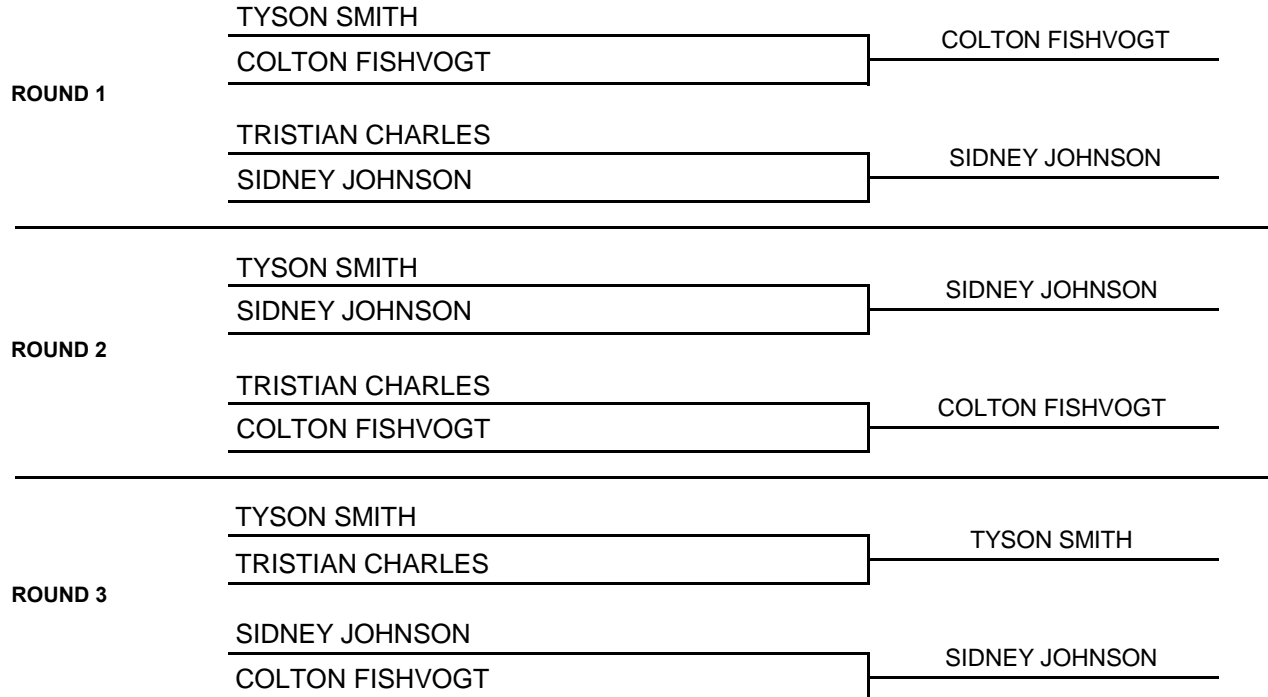 TYSON SMITH
COLTON FISHVOGT
COLTON FISHVOGT
ROUND 1
TRISTIAN CHARLES
SIDNEY JOHNSON
SIDNEY JOHNSON
TYSON SMITH
SIDNEY JOHNSON
SIDNEY JOHNSON
ROUND 2
TRISTIAN CHARLES
COLTON FISHVOGT
COLTON FISHVOGT
TYSON SMITH
TYSON SMITH
TRISTIAN CHARLES
ROUND 3
SIDNEY JOHNSON
SIDNEY JOHNSON
COLTON FISHVOGT